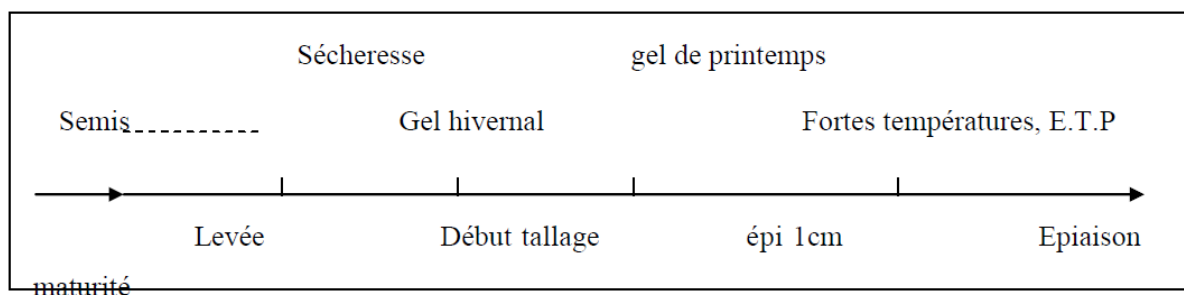 Sécheresse gel de printemps
Semis Gel hivernal Fortes températures, E.T.P
Levée Début tallage épi 1cm Epiaison
maturité